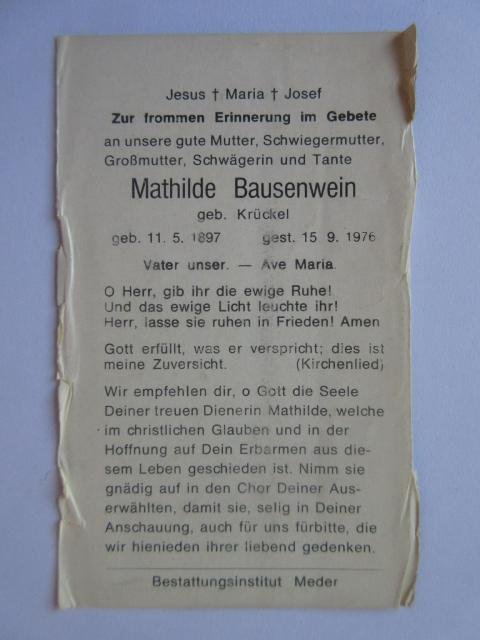 Jesus † Maria † Josef
Zur frommen Erinnerung im Gebete
an unsere gute Mutter, Schwiegermutter,
Großmutter, Schwägerin und Tante
Mathilde Bausenwein
geb. Krückel
geb. 11. 5. 1897 gest. 15 9. 1976
Vater unser. — Ave Maria.
O Herr, gib ihr die ewige Ruhe!
Und das ewige Licht leuchte ihr!
Herr, lasse sie ruhen in Frieden! Amen
Gott erfüllt, was er verspricht; dies ist
meine Zuversicht. (Kirchenlied)
Wir empfehlen dir, o Gott die Seele
Deiner treuen Dienerin Mathilde, welche
im christlichen Glauben und in der
Hoffnung auf Dein Erbarmen aus die-
sem Leben geschieden ist. Nimm sie
gnädig auf in den Chor Deiner Aus-
erwählten, damit sie, selig in Deiner
Anschauung, auch für uns fürbitte, die
wir hienieden ihrer liebend gedenken.
Bestattungsinstitut Meder